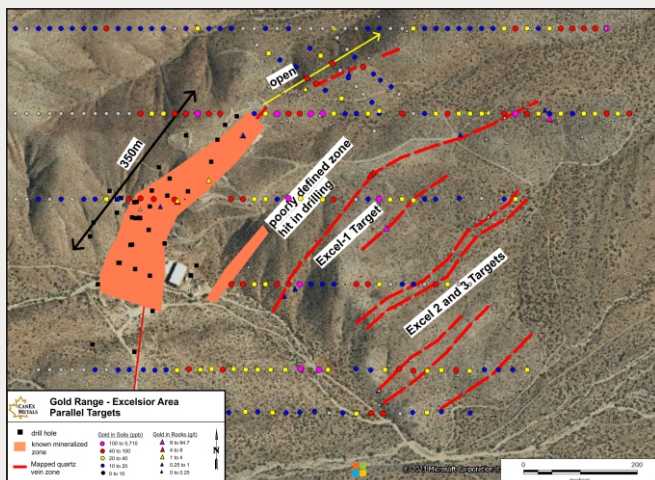 open
350m
poorly defined zone
hit in drilling
Excel-1 Target
Excel 2 and 3 Targets
CANEX
METALS
Gold Range - Excelsior Area
Parallel Targets
drill hole
known mineralized
zone
Mapped quartz
vein zone
Gold in Soils (ppb)
100 to 5,710
40 to 100
20 to 40
10 to 20
0 to 10
Gold in Rocks (g/t)
8 to 94.7
4 to 8
1 to 4
0.25 to 1
0 to 0.25
N
© 2023 Microsoft Corporation
0
200
meters